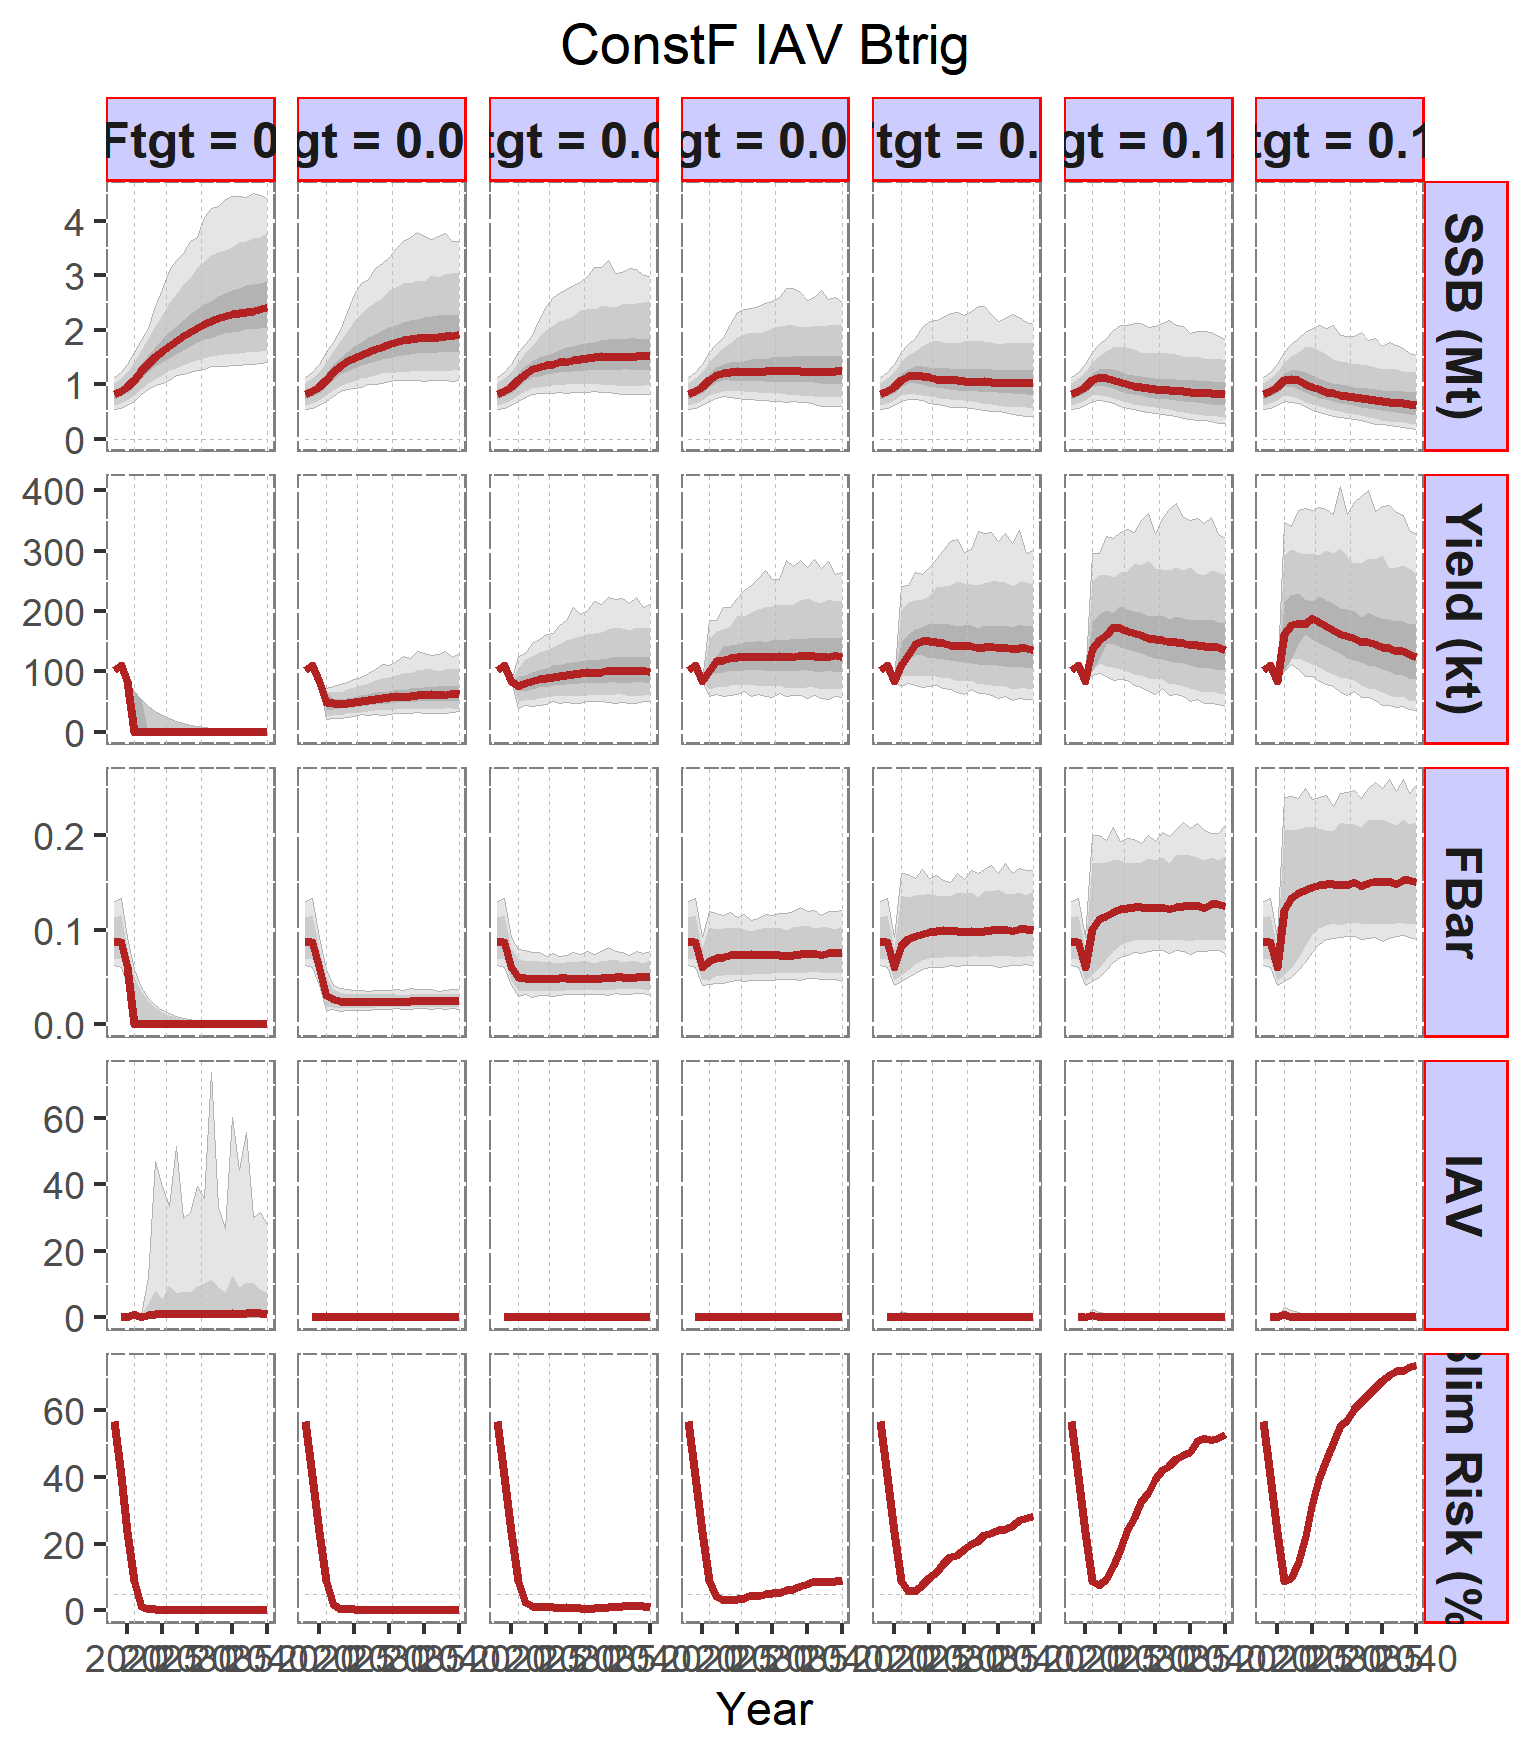 ConstF IAV Btrig
Ftgt = 0
gt = 0.0
tgt = 0.0
gt = 0.0
tgt = 0.
gt = 0.1
tgt = 0.1
SSB (Mt)
4
3
2
1
0
Yield (kt)
400
300
200
100
0
FBar
0.2
0.1
0.0
IAV
60
40
20
0
Blim Risk (%
60
40
20
0
Year